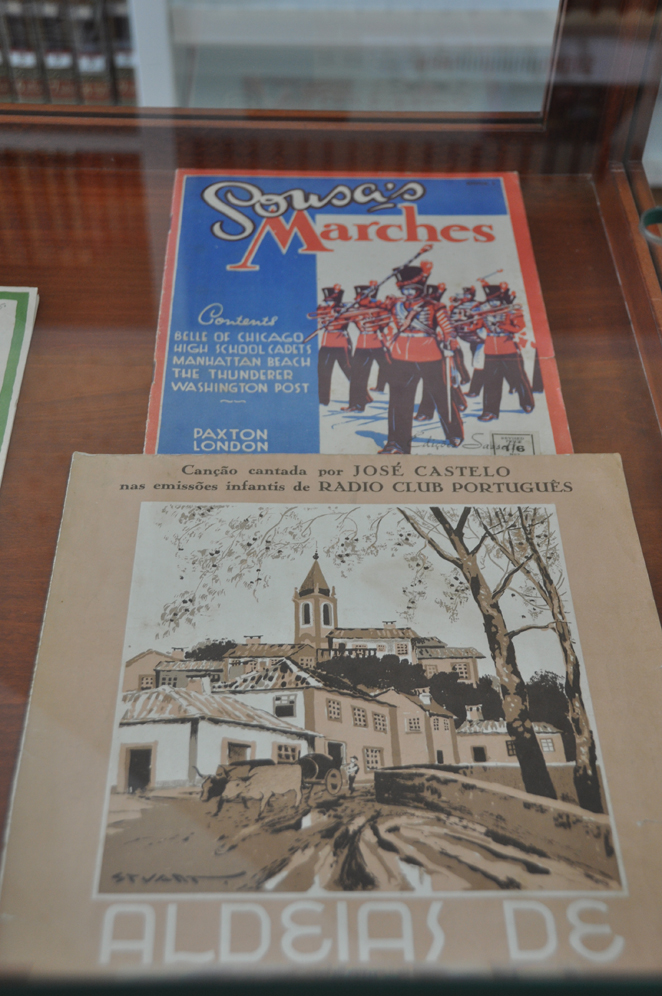 Sousa's
Marches
Contents
BELLE OF CHICAGO
HIGH SCHOOL CADETS
MANHATTAN BEACH
THE THUNDERER
WASHINGTON POST
PAXTON
LONDON
Canção cantada por JOSÉ CASTELO
nas emissões infantis de RADIO CLUB PORTUGUÊS
STUART
ALDEIAS DE